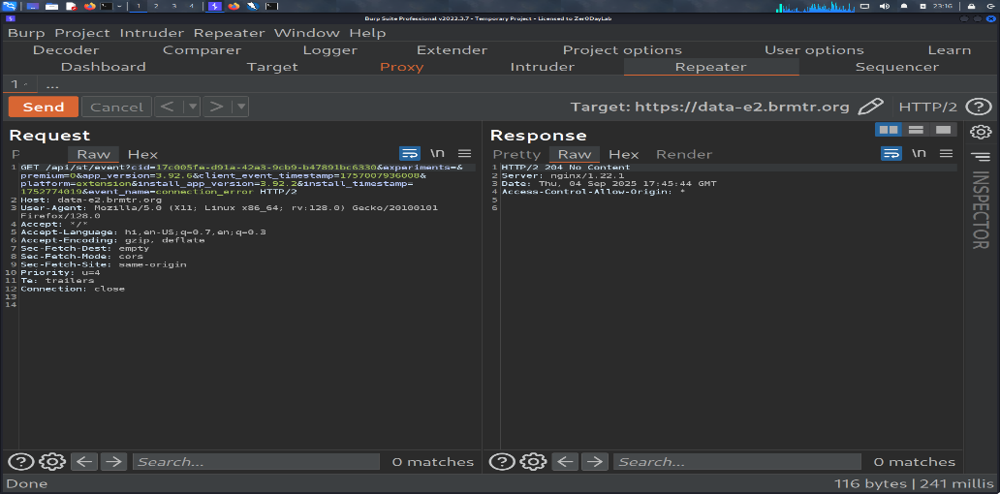 1 2 3 4 23:16
Burp Suite Professional v2022.3.7 - Temporary Project - Licensed to Zer0DayLab
Burp Project Intruder Repeater Window Help
Decoder Comparer Logger Extender Project options User options Learn
Dashboard Target Proxy Intruder Repeater Sequencer
1 ...
Send Cancel < > Target: https://data-e2.brmtr.org HTTP/2 ?
Request
P Raw Hex \n
1 GET /api/st/event?cid=17c005fe-d91a-42a3-9cb9-b47891bc6330&experiments=&
premium=0&app_version=3.92.6&client_event_timestamp=1757007936008&
platform=extension&install_app_version=3.92.2&install_timestamp=
1752774019&event_name=connection_error HTTP/2
2 Host: data-e2.brmtr.org
3 User-Agent: Mozilla/5.0 (X11; Linux x86_64; rv:128.0) Gecko/20100101
Firefox/128.0
4 Accept: */*
5 Accept-Language: hi,en-US;q=0.7,en;q=0.3
6 Accept-Encoding: gzip, deflate
7 Sec-Fetch-Dest: empty
8 Sec-Fetch-Mode: cors
9 Sec-Fetch-Site: same-origin
10 Priority: u=4
11 Te: trailers
12 Connection: close
13
14
Response
Pretty Raw Hex Render \n
1 HTTP/2 204 No Content
2 Server: nginx/1.22.1
3 Date: Thu, 04 Sep 2025 17:45:44 GMT
4 Access-Control-Allow-Origin: *
5
6
INSPECTOR
? Search... 0 matches
? Search... 0 matches
Done 116 bytes | 241 millis